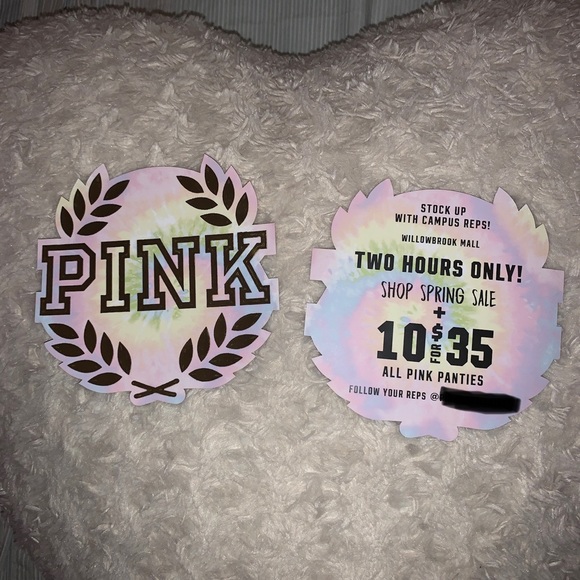 PINK
STOCK UP
WITH CAMPUS REPS!
WILLOWBROOK MALL
TWO HOURS ONLY!
SHOP SPRING SALE
+
10 FOR $35
ALL PINK PANTIES
FOLLOW YOUR REPS @